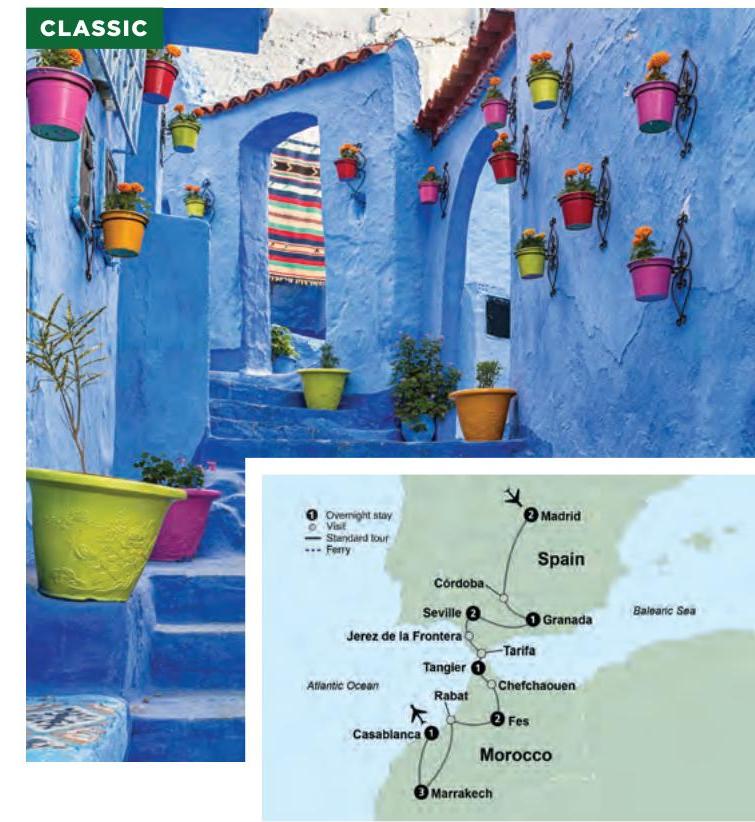 CLASSIC
1 Overnight stay
Visit
Standard tour
Ferry
2 Madrid
Spain
Córdoba
Seville 2
1 Granada
Balearic Sea
Jerez de la Frontera
Tarifa
Tangier 1
Atlantic Ocean
Chefchaouen
Rabat
2 Fes
Casablanca 1
Morocco
3 Marrakech